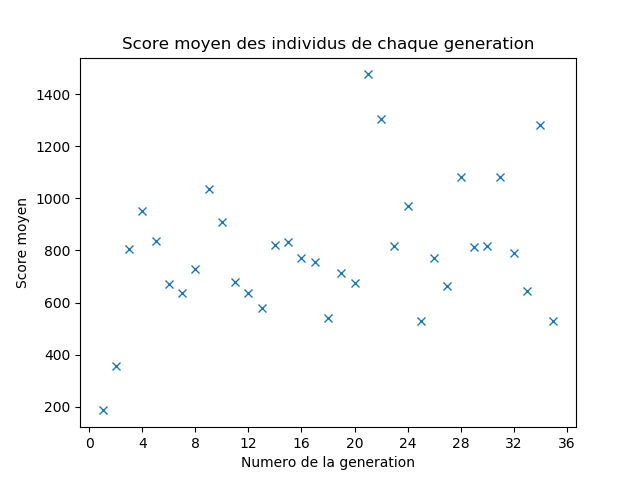 Score moyen des individus de chaque generation
1400
1200
1000
800
600
400
200
Score moyen
0 4 8 12 16 20 24 28 32 36
Numero de la generation